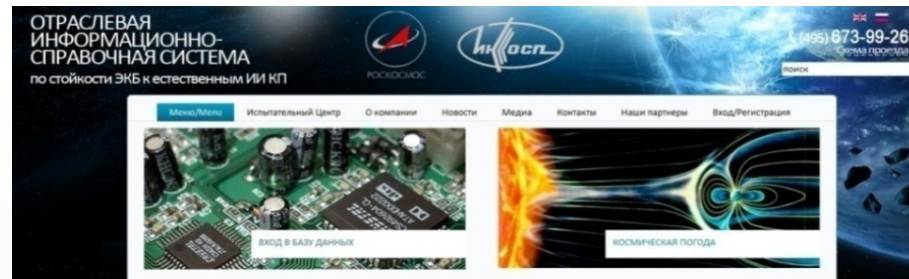 ОТРАСЛЕВАЯ
ИНФОРМАЦИОННО-
СПРАВОЧНАЯ СИСТЕМА
по стойкости ЭКБ к естественным ИИ КП
РОСКОСМОС
инкосп
(495) 673-99-26
Схема проезда
поиск
Меню/Menu Испытательный Центр О компании Новости Медиа Контакты Наши партнеры Вход/Регистрация
ВХОД В БАЗУ ДАННЫХ
КОСМИЧЕСКАЯ ПОГОДА